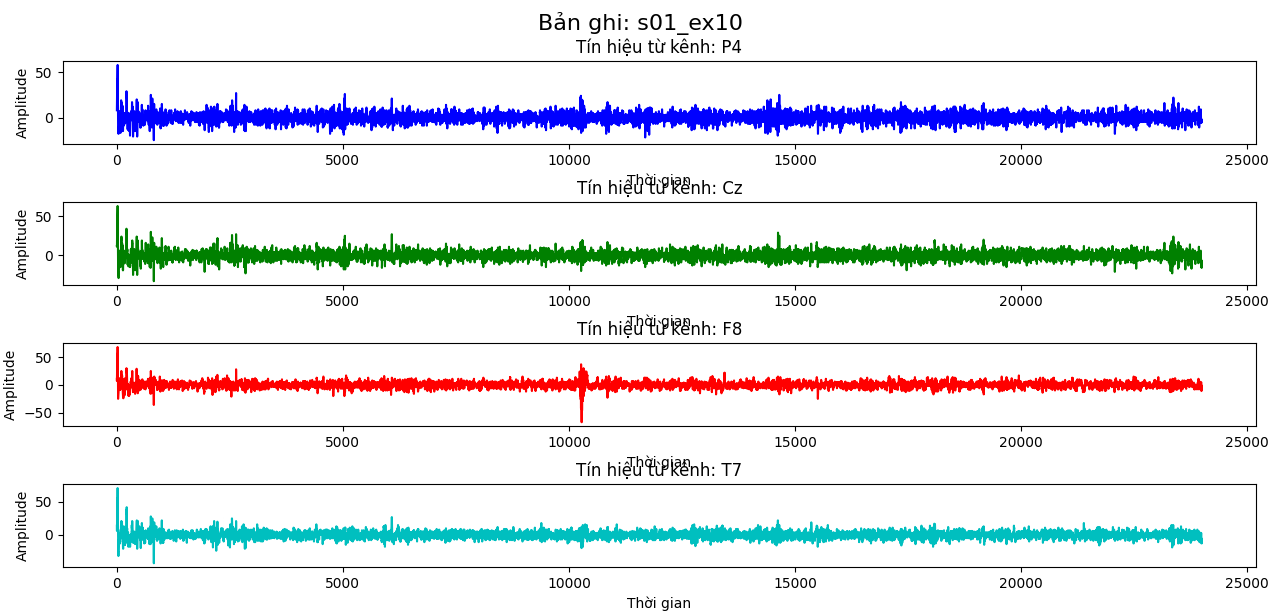 Bản ghi: s01_ex10
Tín hiệu từ kênh: P4
Amplitude
50
0
0 5000 10000 15000 20000 25000
Thời gian
Tín hiệu từ kênh: Cz
Amplitude
50
0
0 5000 10000 15000 20000 25000
Thời gian
Tín hiệu từ kênh: F8
Amplitude
50
0
−50
0 5000 10000 15000 20000 25000
Thời gian
Tín hiệu từ kênh: T7
Amplitude
50
0
0 5000 10000 15000 20000 25000
Thời gian